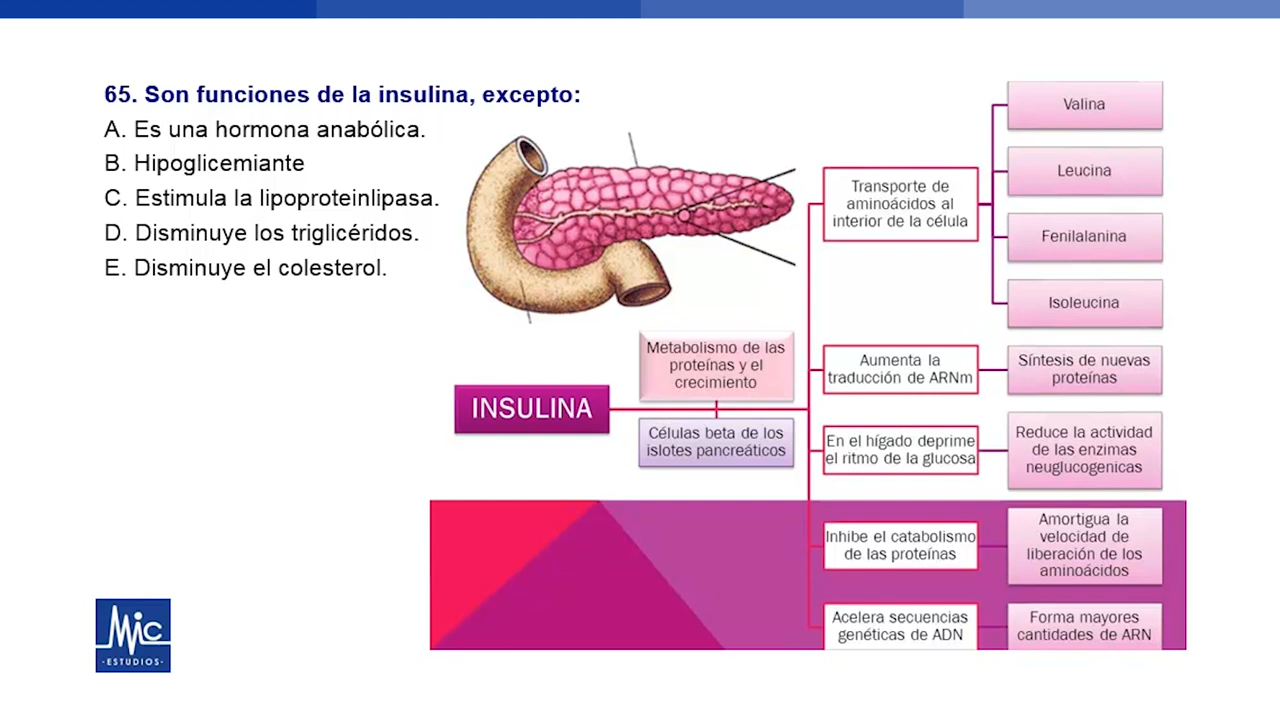 65. Son funciones de la insulina, excepto:
A. Es una hormona anabólica.
B. Hipoglicemiante
C. Estimula la lipoproteinlipasa.
D. Disminuye los triglicéridos.
E. Disminuye el colesterol.
INSULINA
Metabolismo de las
proteínas y el
crecimiento
Células beta de los
islotes pancreáticos
Transporte de
aminoácidos al
interior de la célula
Valina
Leucina
Fenilalanina
Isoleucina
Aumenta la
traducción de ARNm
Síntesis de nuevas
proteínas
En el hígado deprime
el ritmo de la glucosa
Reduce la actividad
de las enzimas
neuglucogenicas
Inhibe el catabolismo
de las proteínas
Amortigua la
velocidad de
liberación de los
aminoácidos
Acelera secuencias
genéticas de ADN
Forma mayores
cantidades de ARN
Mic
·ESTUDIOS·